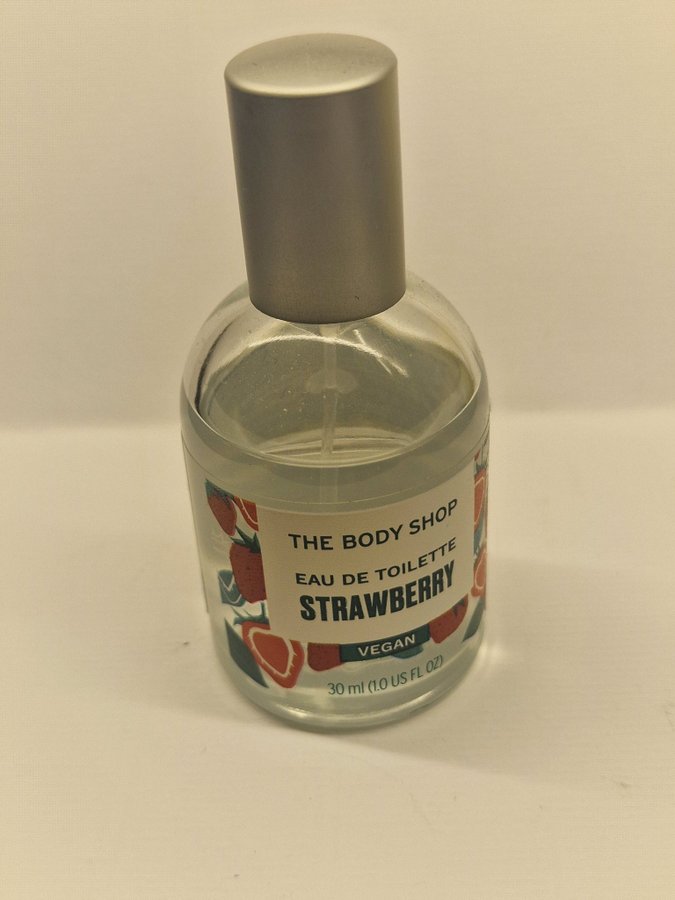 THE BODY SHOP
EAU DE TOILETTE
STRAWBERRY
VEGAN
30 ml (1.0 US FL OZ)